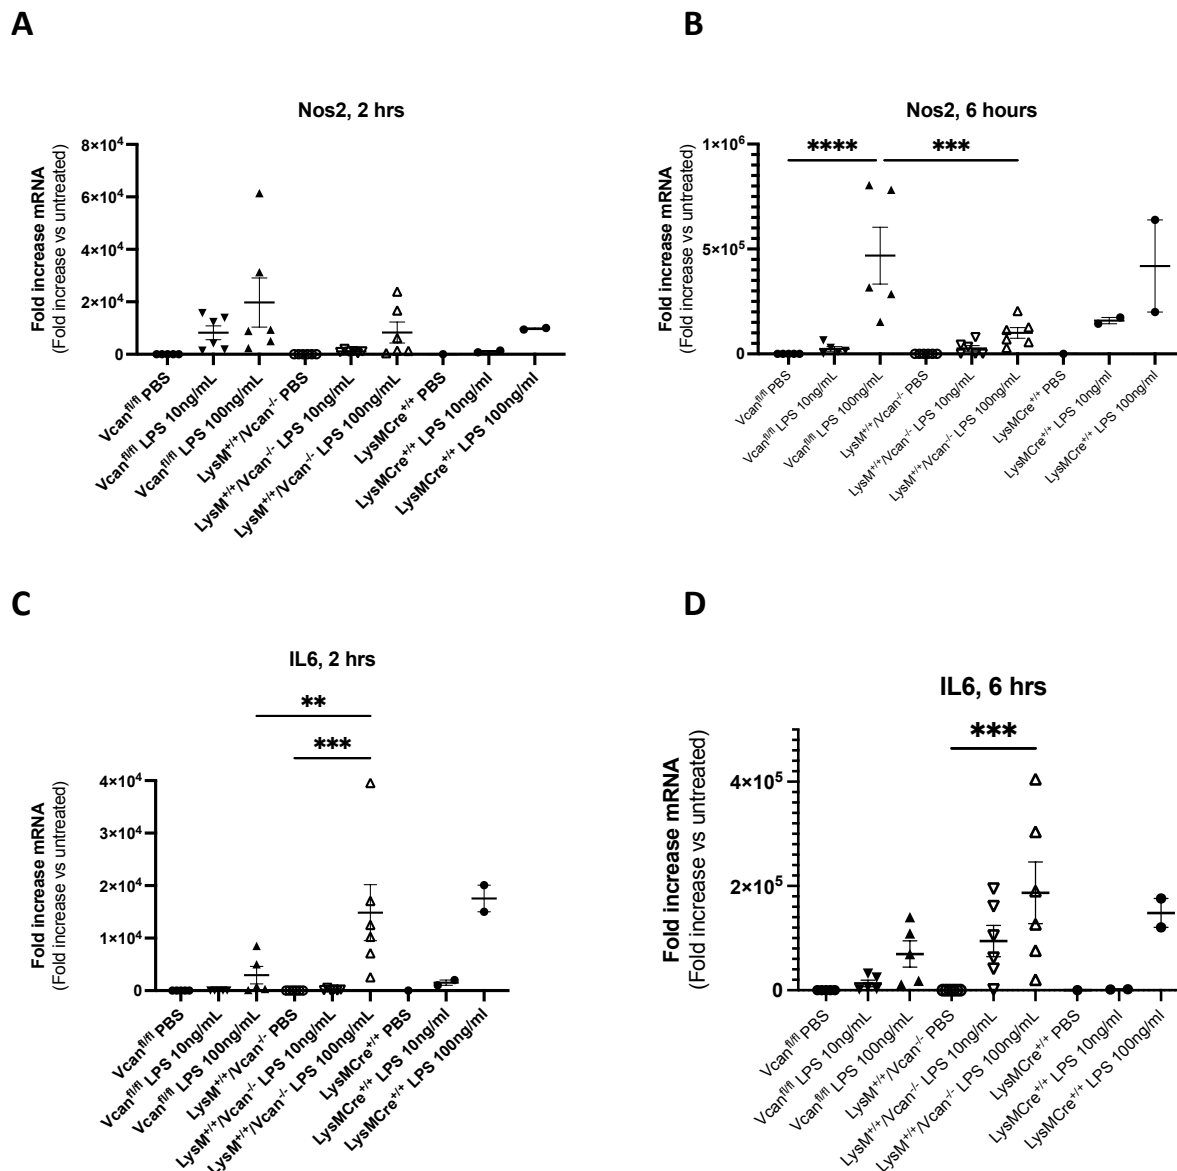 A
Nos2, 2 hrs
Fold increase mRNA
(Fold increase vs untreated)
8×10⁴
6×10⁴
4×10⁴
2×10⁴
0
Vcanᶠˡ/ᶠˡ PBS
Vcanᶠˡ/ᶠˡ LPS 10ng/mL
Vcanᶠˡ/ᶠˡ LPS 100ng/mL
LysM⁺/⁺/Vcan⁻/⁻ PBS
LysM⁺/⁺/Vcan⁻/⁻ LPS 10ng/mL
LysM⁺/⁺/Vcan⁻/⁻ LPS 100ng/mL
LysMCre⁺/⁺ PBS
LysMCre⁺/⁺ LPS 10ng/ml
LysMCre⁺/⁺ LPS 100ng/ml
B
Nos2, 6 hours
Fold increase mRNA
(Fold increase vs untreated)
1×10⁶
5×10⁵
0
****
***
Vcanᶠˡ/ᶠˡ PBS
Vcanᶠˡ/ᶠˡ LPS 10ng/mL
Vcanᶠˡ/ᶠˡ LPS 100ng/mL
LysM⁺/⁺/Vcan⁻/⁻ PBS
LysM⁺/⁺/Vcan⁻/⁻ LPS 10ng/mL
LysM⁺/⁺/Vcan⁻/⁻ LPS 100ng/mL
LysMCre⁺/⁺ PBS
LysMCre⁺/⁺ LPS 10ng/ml
LysMCre⁺/⁺ LPS 100ng/ml
C
IL6, 2 hrs
Fold increase mRNA
(Fold increase vs untreated)
**
***
4×10⁴
3×10⁴
2×10⁴
1×10⁴
0
Vcanᶠˡ/ᶠˡ PBS
Vcanᶠˡ/ᶠˡ LPS 10ng/mL
Vcanᶠˡ/ᶠˡ LPS 100ng/mL
LysM⁺/⁺/Vcan⁻/⁻ PBS
LysM⁺/⁺/Vcan⁻/⁻ LPS 10ng/mL
LysM⁺/⁺/Vcan⁻/⁻ LPS 100ng/mL
LysMCre⁺/⁺ PBS
LysMCre⁺/⁺ LPS 10ng/ml
LysMCre⁺/⁺ LPS 100ng/ml
D
IL6, 6 hrs
Fold increase mRNA
(Fold increase vs untreated)
***
4×10⁵
2×10⁵
0
Vcanᶠˡ/ᶠˡ PBS
Vcanᶠˡ/ᶠˡ LPS 10ng/mL
Vcanᶠˡ/ᶠˡ LPS 100ng/mL
LysM⁺/⁺/Vcan⁻/⁻ PBS
LysM⁺/⁺/Vcan⁻/⁻ LPS 10ng/mL
LysM⁺/⁺/Vcan⁻/⁻ LPS 100ng/mL
LysMCre⁺/⁺ PBS
LysMCre⁺/⁺ LPS 10ng/ml
LysMCre⁺/⁺ LPS 100ng/ml